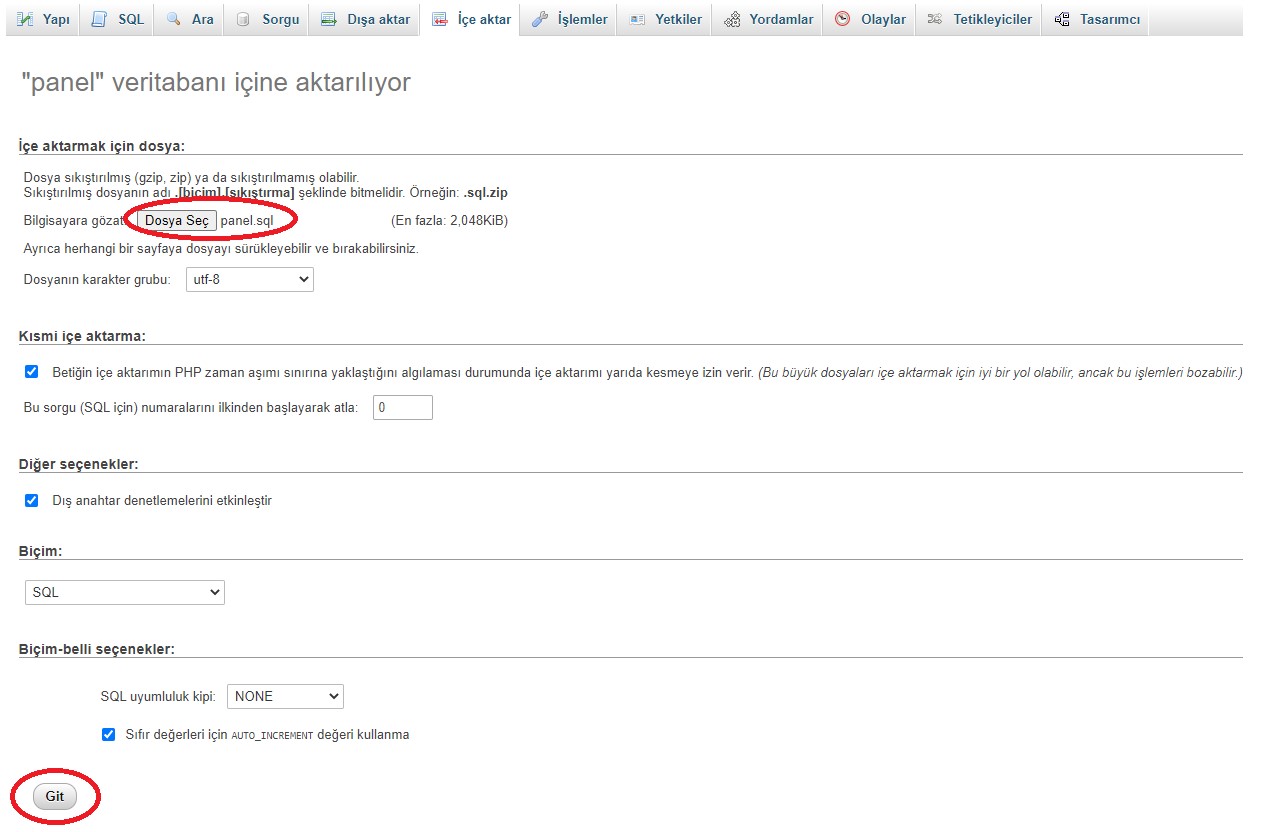 Yapı SQL Ara Sorgu Dışa aktar İçe aktar İşlemler Yetkiler Yordamlar Olaylar Tetikleyiciler Tasarımcı
"panel" veritabanı içine aktarılıyor
İçe aktarmak için dosya:
Dosya sıkıştırılmış (gzip, zip) ya da sıkıştırılmamış olabilir.
Sıkıştırılmış dosyanın adı .[biçim].[sıkıştırma] şeklinde bitmelidir. Örneğin: .sql.zip
Bilgisayara gözat: Dosya Seç panel.sql (En fazla: 2,048KiB)
Ayrıca herhangi bir sayfaya dosyayı sürükleyebilir ve bırakabilirsiniz.
Dosyanın karakter grubu: utf-8
Kısmi içe aktarma:
Betiğin içe aktarımın PHP zaman aşımı sınırına yaklaştığını algılaması durumunda içe aktarımı yarıda kesmeye izin verir. (Bu büyük dosyaları içe aktarmak için iyi bir yol olabilir, ancak bu işlemleri bozabilir.)
Bu sorgu (SQL için) numaralarını ilkinden başlayarak atla: 0
Diğer seçenekler:
Dış anahtar denetlemelerini etkinleştir
Biçim:
SQL
Biçim-belli seçenekler:
SQL uyumluluk kipi: NONE
Sıfır değerleri için AUTO_INCREMENT değeri kullanma
Git